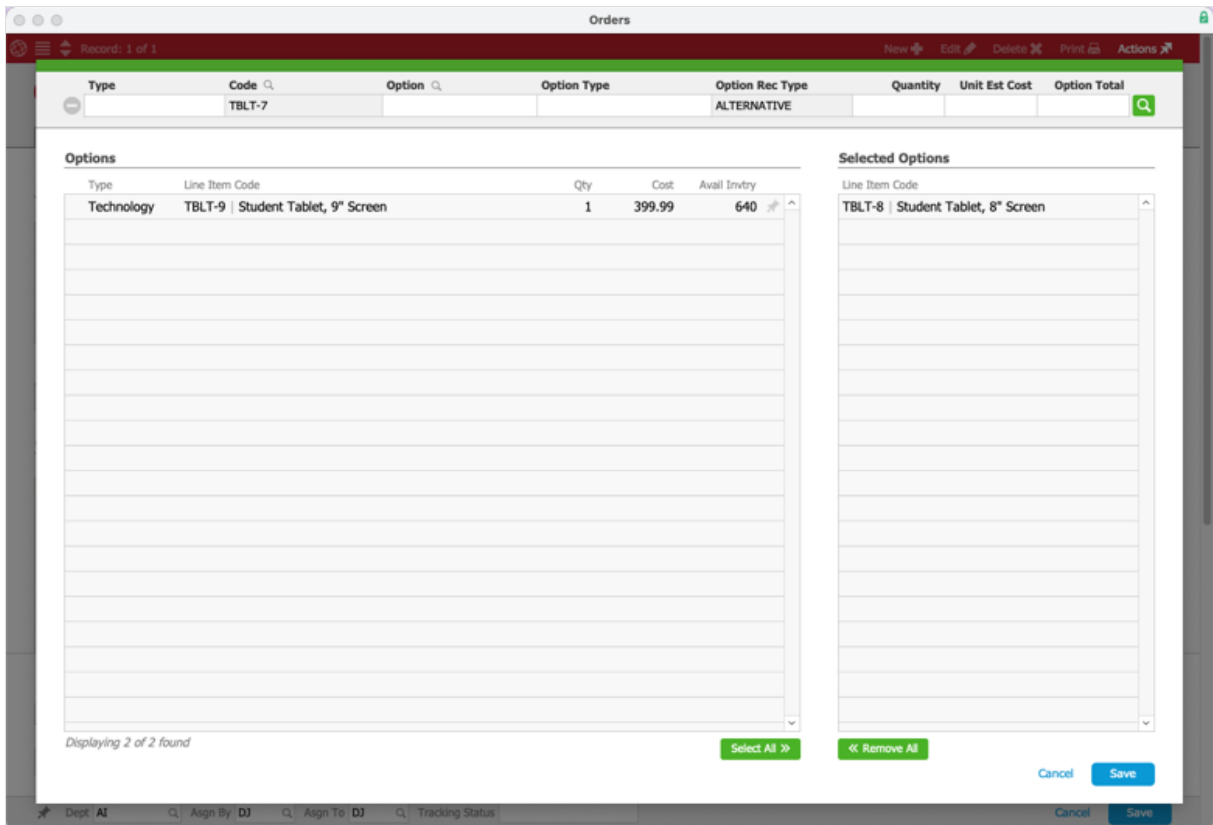 Orders
Record: 1 of 1 New Edit Delete Print Actions
Type Code Option Option Type Option Rec Type Quantity Unit Est Cost Option Total
TBLT-7 ALTERNATIVE
Options Selected Options
Type Line Item Code Qty Cost Avail Invtry Line Item Code
Technology TBLT-9 | Student Tablet, 9" Screen 1 399.99 640 TBLT-8 | Student Tablet, 8" Screen
Displaying 2 of 2 found
Select All » « Remove All
Cancel Save
Dept AI Asgn By DJ Asgn To DJ Tracking Status Cancel Save